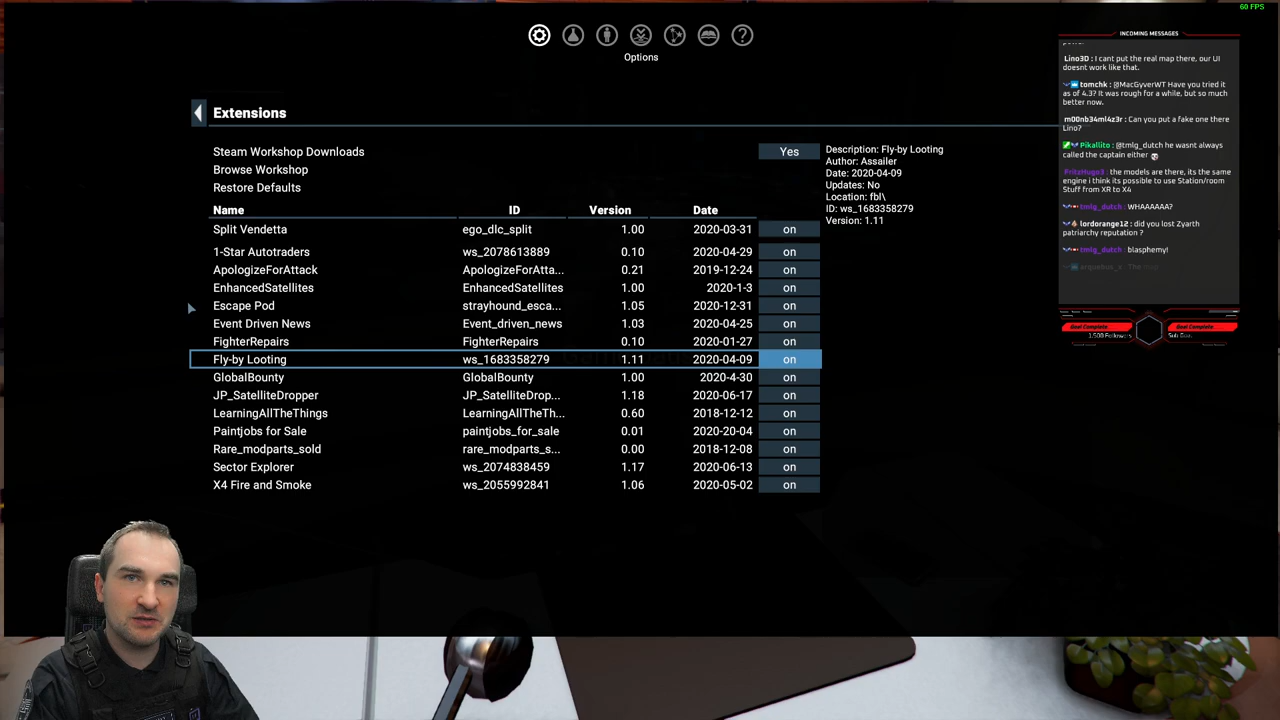 60 FPS
Options
Extensions
Steam Workshop Downloads Yes
Browse Workshop
Restore Defaults
Name ID Version Date
Split Vendetta ego_dlc_split 1.00 2020-03-31 on
1-Star Autotraders ws_2078613889 0.10 2020-04-29 on
ApologizeForAttack ApologizeForAtta... 0.21 2019-12-24 on
EnhancedSatellites EnhancedSatellites 1.00 2020-1-3 on
Escape Pod strayhound_esca... 1.05 2020-12-31 on
Event Driven News Event_driven_news 1.03 2020-04-25 on
FighterRepairs FighterRepairs 0.10 2020-01-27 on
Fly-by Looting ws_1683358279 1.11 2020-04-09 on
GlobalBounty GlobalBounty 1.00 2020-4-30 on
JP_SatelliteDropper JP_SatelliteDrop... 1.18 2020-06-17 on
LearningAllTheThings LearningAllTheTh... 0.60 2018-12-12 on
Paintjobs for Sale paintjobs_for_sale 0.01 2020-20-04 on
Rare_modparts_sold rare_modparts_s... 0.00 2018-12-08 on
Sector Explorer ws_2074838459 1.17 2020-06-13 on
X4 Fire and Smoke ws_2055992841 1.06 2020-05-02 on
Description: Fly-by Looting
Author: Assailer
Date: 2020-04-09
Updates: No
Location: fbl\
ID: ws_1683358279
Version: 1.11
INCOMING MESSAGES
Lino3D : I cant put the real map there, our UI
doesnt work like that.
tomchk : @MacGyverWT Have you tried it
as of 4.3? It was rough for a while, but so much
better now.
m00nb34ml4z3r : Can you put a fake one there
Lino?
Pikallito : @tmlg_dutch he wasnt always
called the captain either
FritzHugo3 : the models are there, its the same
engine i think its possible to use Station/room
Stuff from XR to X4
tmlg_dutch : WHAAAAAA?
lordorange12 : did you lost Zyarth
patriarchy reputation ?
tmlg_dutch : blasphemy!
Goal Complete Goal Complete
1,500 Followers Sub Goal